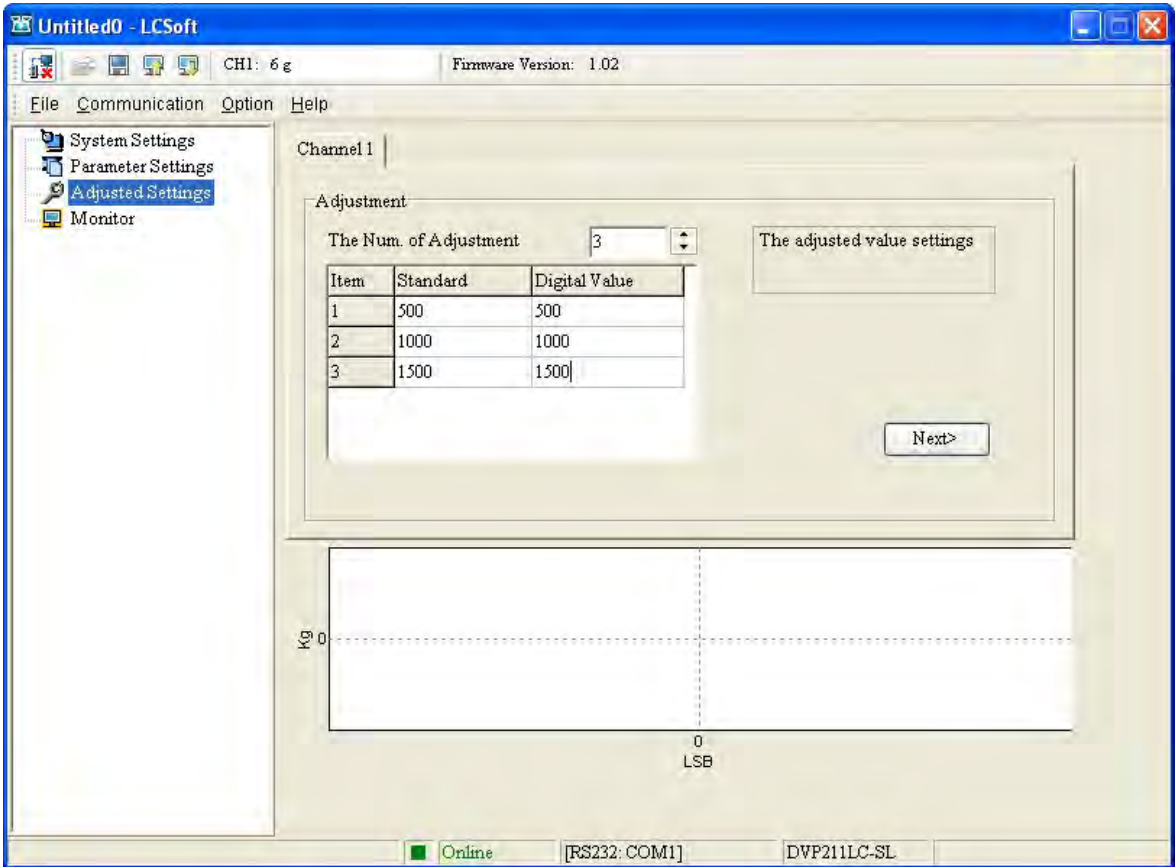 Untitled0 - LCSoft
CH1: 6 g Firmware Version: 1.02
File Communication Option Help
System Settings
Parameter Settings
Adjusted Settings
Monitor
Channel 1
Adjustment
The Num. of Adjustment 3 The adjusted value settings
Item Standard Digital Value
1 500 500
2 1000 1000
3 1500 1500
Next>
Kg
0
0
LSB
Online [RS232: COM1] DVP211LC-SL